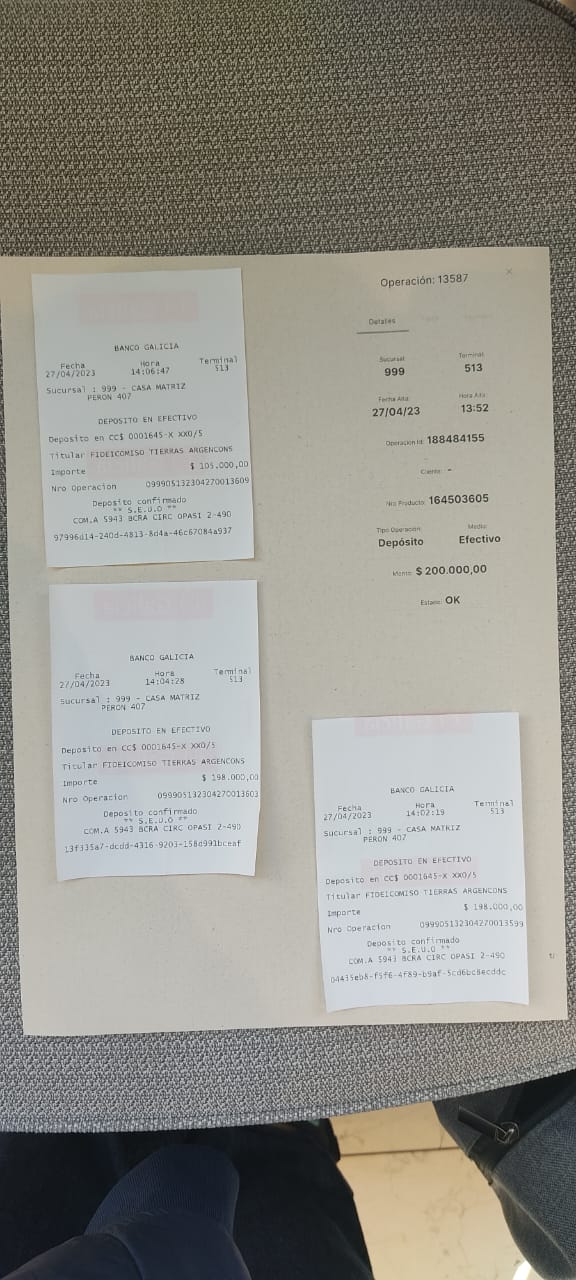 BANCO GALICIA
Fecha Hora Terminal
27/04/2023 14:06:47 513
Sucursal : 999 - CASA MATRIZ
PERON 407
DEPOSITO EN EFECTIVO
Deposito en CC$ 0001645-X XX0/5
Titular FIDEICOMISO TIERRAS ARGENCONS
Importe $ 105.000,00
Nro Operacion 099905132304270013609
Deposito confirmado
** S.E.U.O **
COM.A 5943 BCRA CIRC OPASI 2-490
97996d14-240d-4813-8d4a-46c67084a937
Operación: 13587
×
Detalles
Sucursal Terminal
999 513
Fecha Alta Hora Alta
27/04/23 13:52
Operacion Id: 188484155
Cuenta: -
Nro Producto: 164503605
Tipo Operación: Medio:
Depósito Efectivo
Monto: $ 200.000,00
Estado: OK
BANCO GALICIA
Fecha Hora Terminal
27/04/2023 14:04:28 513
Sucursal : 999 - CASA MATRIZ
PERON 407
DEPOSITO EN EFECTIVO
Deposito en CC$ 0001645-X XX0/5
Titular FIDEICOMISO TIERRAS ARGENCONS
Importe $ 198.000,00
Nro Operacion 099905132304270013603
Deposito confirmado
** S.E.U.O **
COM.A 5943 BCRA CIRC OPASI 2-490
13f335a7-dcdd-4316-9203-158d991bceaf
BANCO GALICIA
Fecha Hora Terminal
27/04/2023 14:02:19 513
Sucursal : 999 - CASA MATRIZ
PERON 407
DEPOSITO EN EFECTIVO
Deposito en CC$ 0001645-X XX0/5
Titular FIDEICOMISO TIERRAS ARGENCONS
Importe $ 198.000,00
Nro Operacion 099905132304270013599
Deposito confirmado
** S.E.U.O **
COM.A 5943 BCRA CIRC OPASI 2-490
04435eb8-f5f6-4f89-b9af-5cd6bc8ecddc